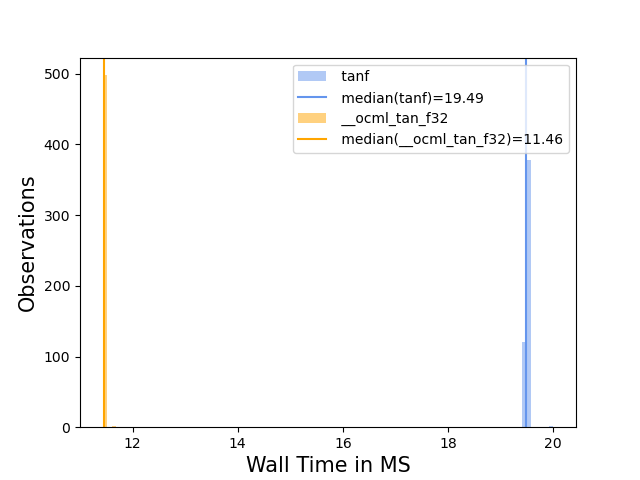 500
400
300
200
100
0
Observations
tanf
median(tanf)=19.49
__ocml_tan_f32
median(__ocml_tan_f32)=11.46
12 14 16 18 20
Wall Time in MS